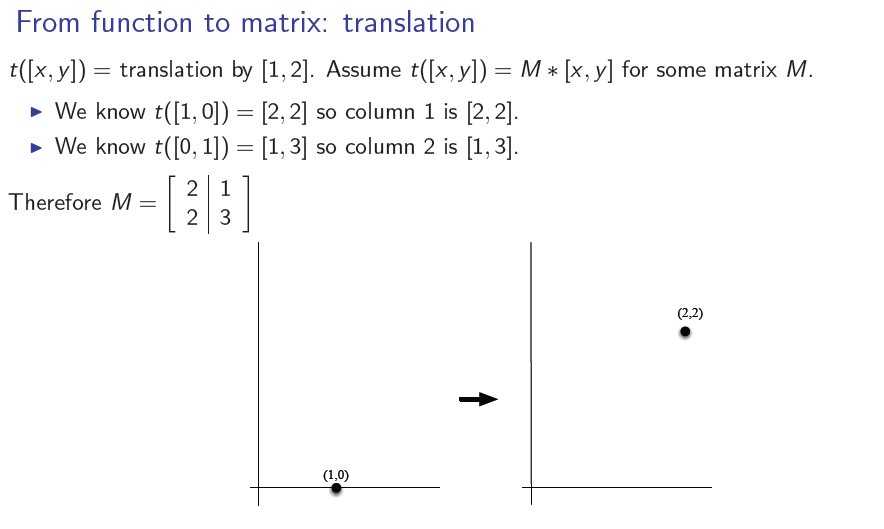 From function to matrix: translation
t([x, y]) = translation by [1, 2]. Assume t([x, y]) = M ∗ [x, y] for some matrix M.
▶ We know t([1, 0]) = [2, 2] so column 1 is [2, 2].
▶ We know t([0, 1]) = [1, 3] so column 2 is [1, 3].
Therefore M = [ 2 | 1
2 | 3 ]
(2,2)
(1,0)